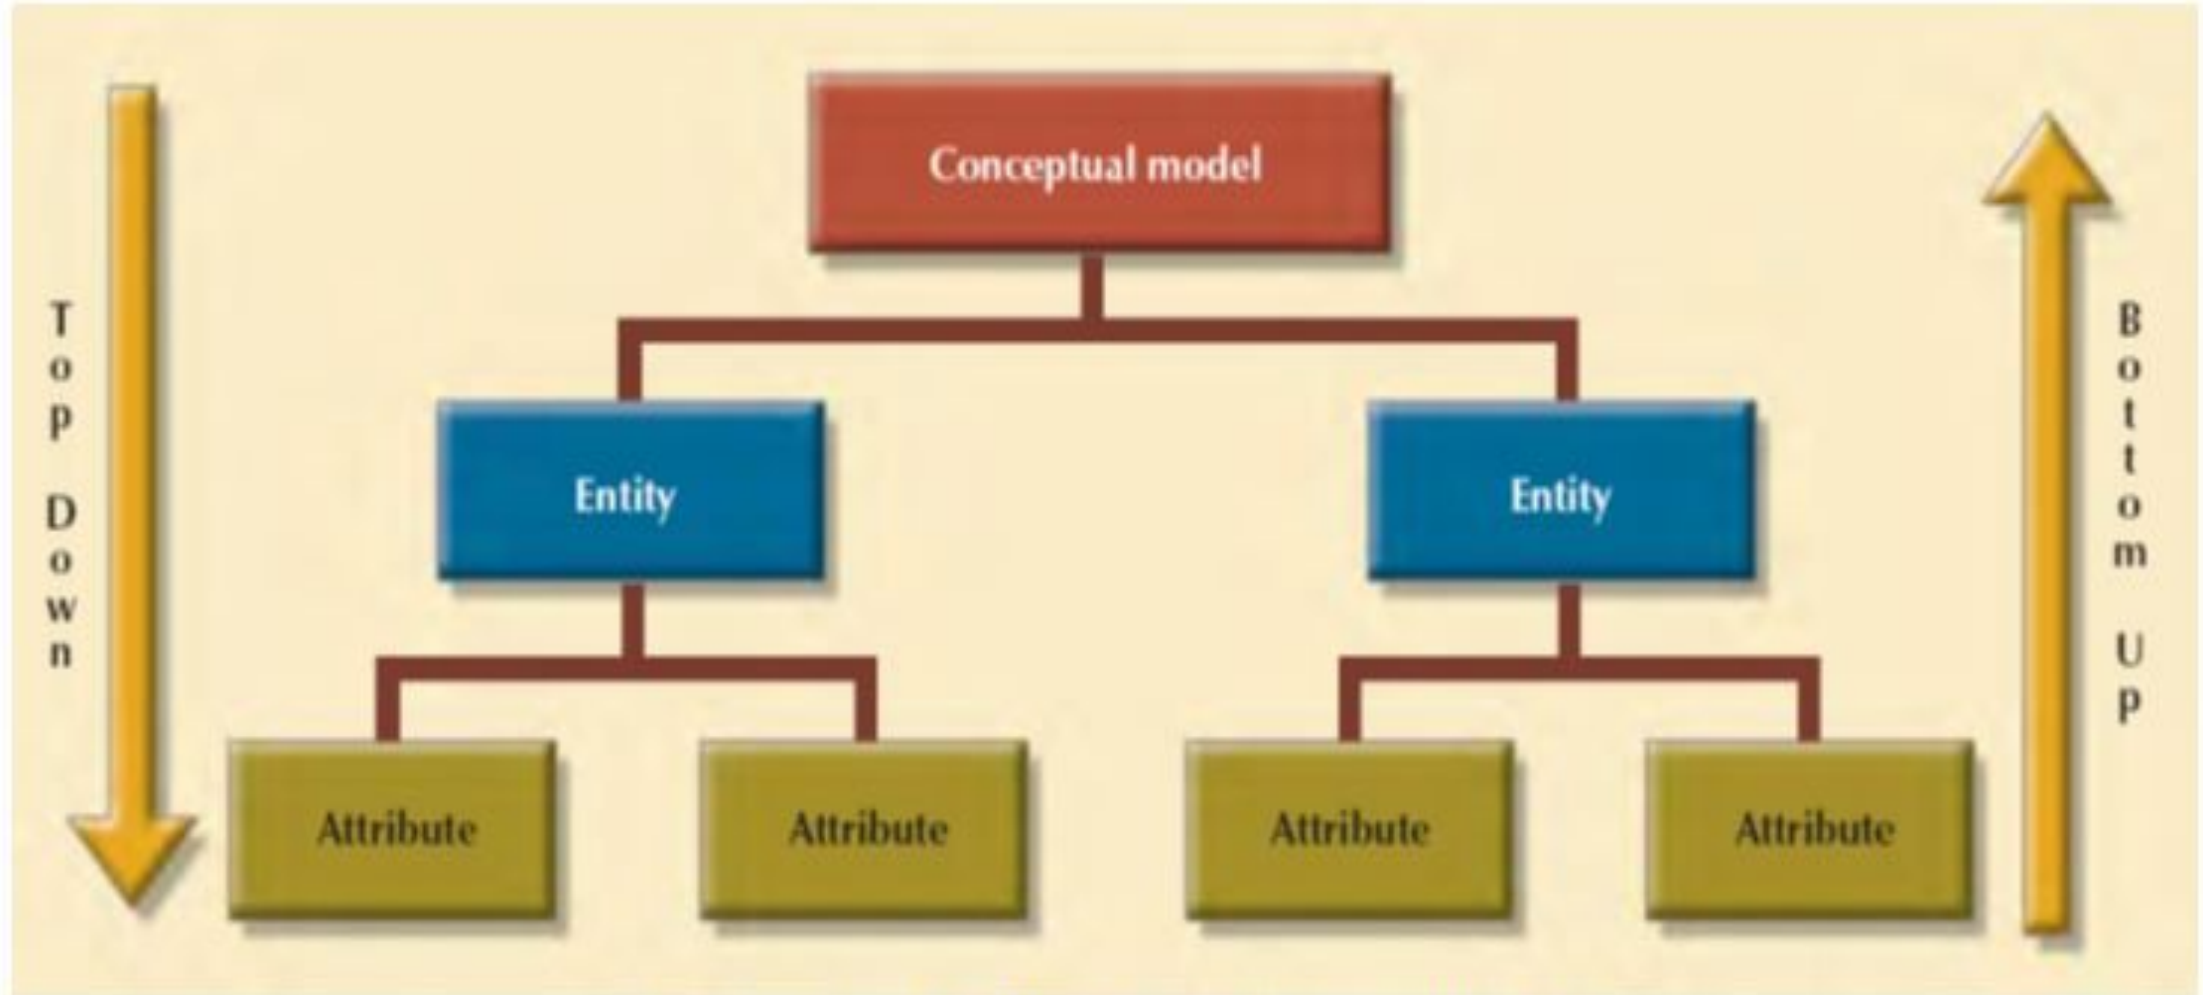 Conceptual model
Top Down
Bottom Up
Entity
Entity
Attribute
Attribute
Attribute
Attribute